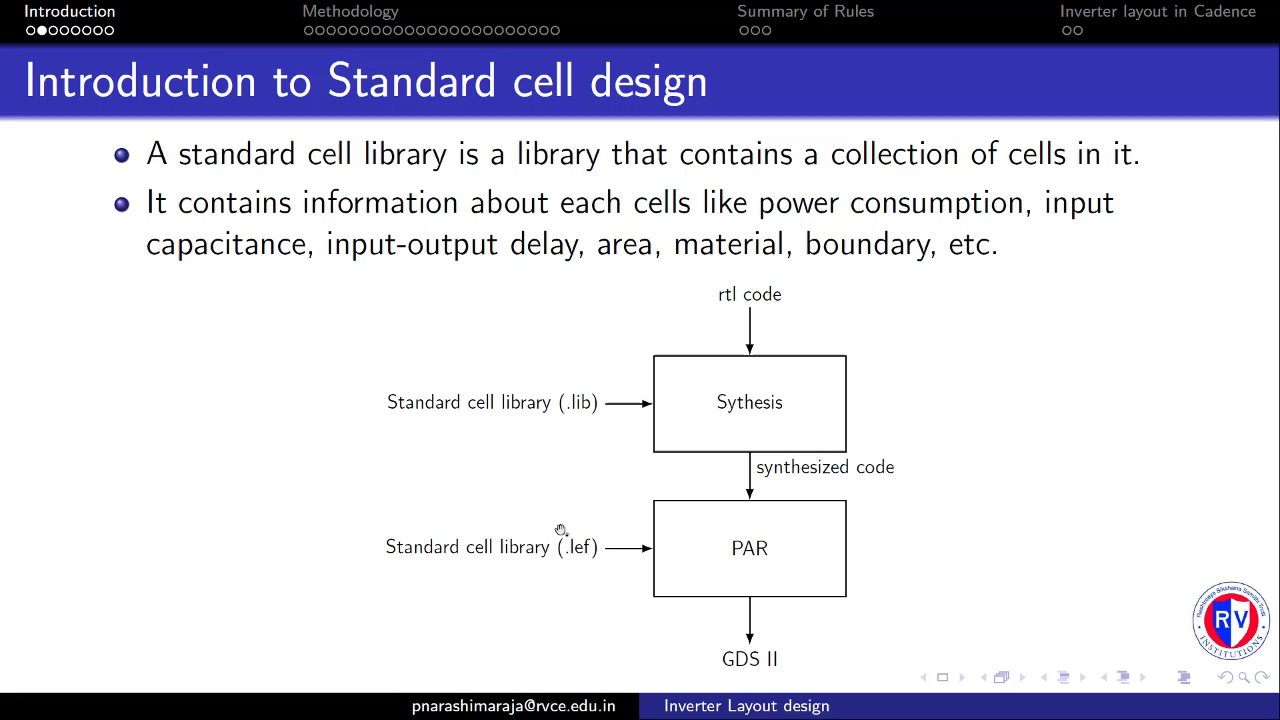 Introduction Methodology Summary of Rules Inverter layout in Cadence
Introduction to Standard cell design
A standard cell library is a library that contains a collection of cells in it.
It contains information about each cells like power consumption, input
capacitance, input-output delay, area, material, boundary, etc.
rtl code
Standard cell library (.lib)
Sythesis
synthesized code
Standard cell library (.lef)
PAR
GDS II
RV
INSTITUTIONS
pnarashimaraja@rvce.edu.in Inverter Layout design